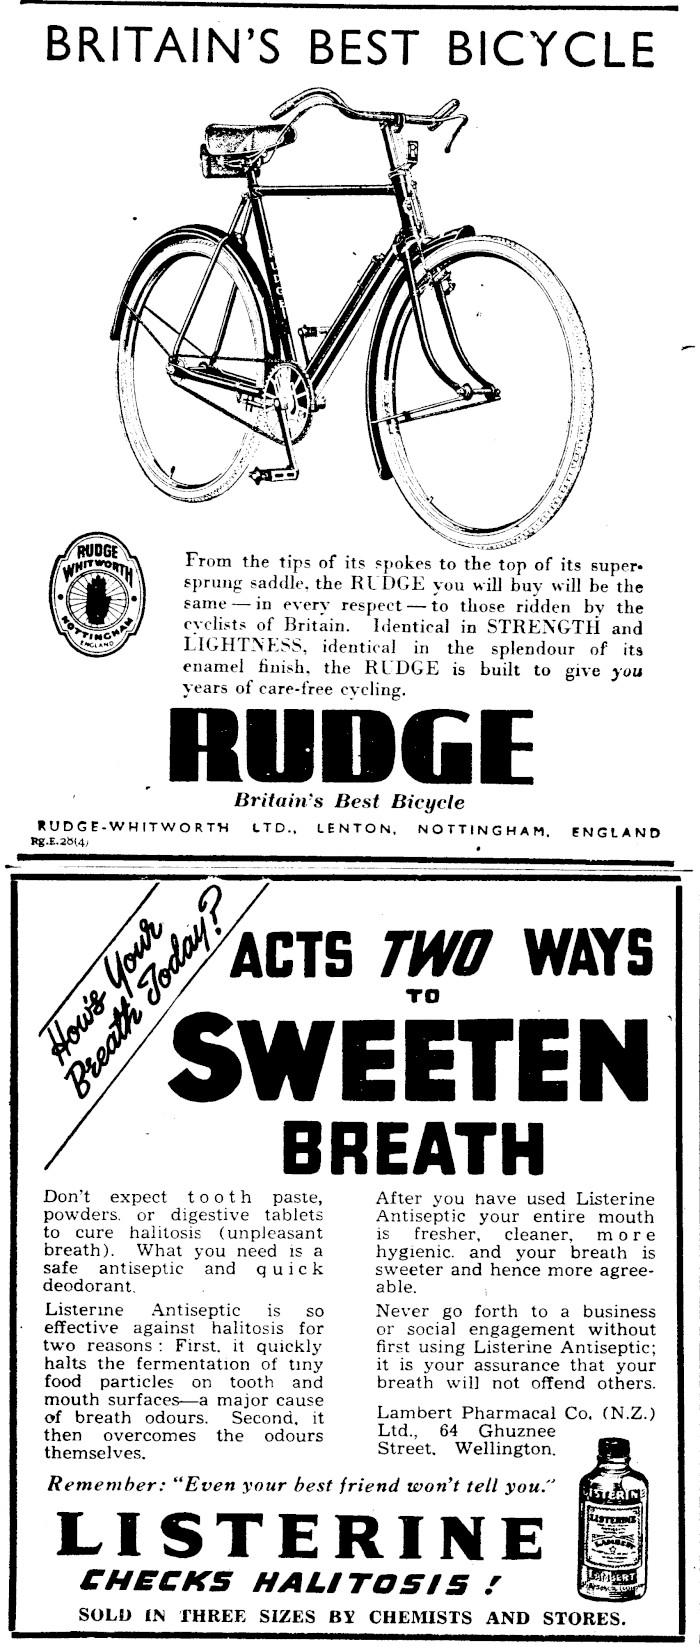 BRITAIN'S BEST BICYCLE
RUDGE
WHITWORTH
NOTTINGHAM
ENGLAND
From the tips of its spokes to the top of its super-
sprung saddle, the RUDGE you will buy will be the
same — in every respect — to those ridden by the
cyclists of Britain. Identical in STRENGTH and
LIGHTNESS, identical in the splendour of its
enamel finish, the RUDGE is built to give you
years of care-free cycling.
RUDGE
Britain's Best Bicycle
RUDGE-WHITWORTH LTD., LENTON, NOTTINGHAM, ENGLAND
Rg.E.28(4)
How's Your
Breath Today?
ACTS TWO WAYS
TO
SWEETEN
BREATH
Don't expect tooth paste,
powders, or digestive tablets
to cure halitosis (unpleasant
breath). What you need is a
safe antiseptic and quick
deodorant.
Listerine Antiseptic is so
effective against halitosis for
two reasons: First, it quickly
halts the fermentation of tiny
food particles on tooth and
mouth surfaces—a major cause
of breath odours. Second, it
then overcomes the odours
themselves.
After you have used Listerine
Antiseptic your entire mouth
is fresher, cleaner, more
hygienic. and your breath is
sweeter and hence more agree-
able.
Never go forth to a business
or social engagement without
first using Listerine Antiseptic;
it is your assurance that your
breath will not offend others.
Lambert Pharmacal Co. (N.Z.)
Ltd., 64 Ghuznee
Street, Wellington.
LISTERINE
LISTERINE
LAMBERT
LAMBERT
Remember: "Even your best friend won't tell you."
LISTERINE
CHECKS HALITOSIS!
SOLD IN THREE SIZES BY CHEMISTS AND STORES.